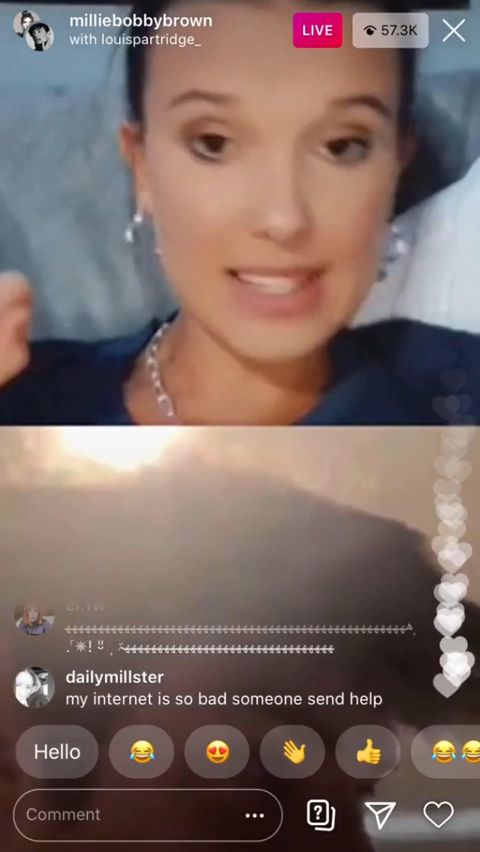 milliebobbybrown
with louispartridge_
LIVE
57.3K
dailymillster
my internet is so bad someone send help
Hello
Comment